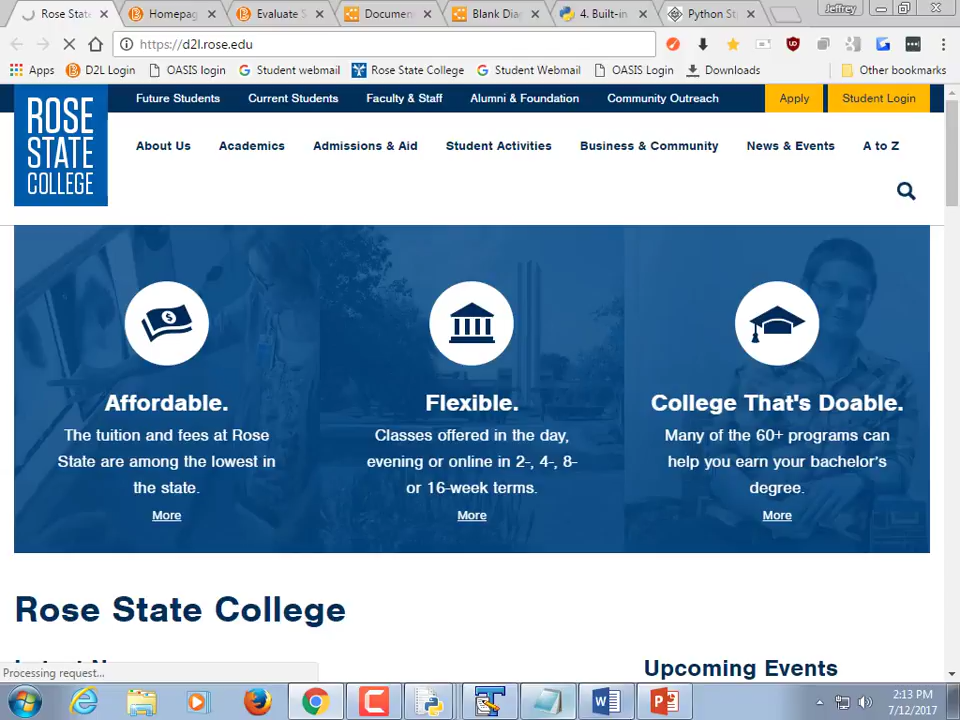 Rose State
Homepag
Evaluate S
Documen
Blank Dia
4. Built-in
Python St
Jeffrey
https://d2l.rose.edu
Apps
D2L Login
OASIS login
Student webmail
Rose State College
Student Webmail
OASIS Login
Downloads
Other bookmarks
Future Students
Current Students
Faculty & Staff
Alumni & Foundation
Community Outreach
Apply
Student Login
ROSE
STATE
COLLEGE
About Us
Academics
Admissions & Aid
Student Activities
Business & Community
News & Events
A to Z
Affordable.
The tuition and fees at Rose
State are among the lowest in
the state.
More
Flexible.
Classes offered in the day,
evening or online in 2-, 4-, 8-
or 16-week terms.
More
College That's Doable.
Many of the 60+ programs can
help you earn your bachelor's
degree.
More
Rose State College
Upcoming Events
Processing request...
2:13 PM
7/12/2017